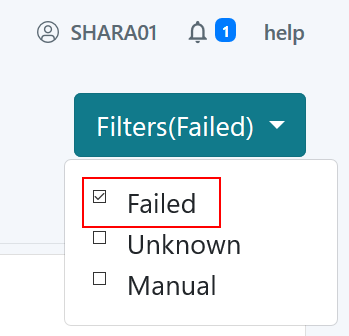 SHARA01 1 help
Filters(Failed)
Failed
Unknown
Manual